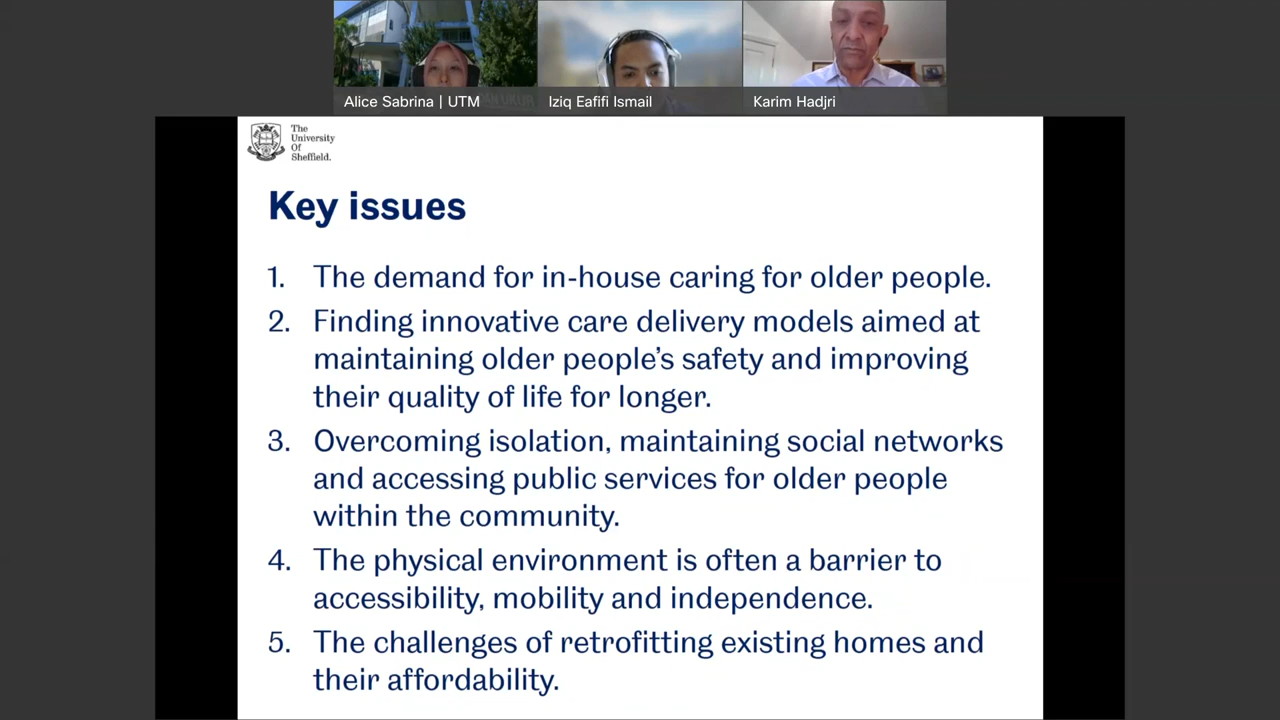 Alice Sabrina | UTM
Iziq Eafifi Ismail
Karim Hadjri
The
University
Of
Sheffield.
Key issues
1. The demand for in-house caring for older people.
2. Finding innovative care delivery models aimed at
maintaining older people's safety and improving
their quality of life for longer.
3. Overcoming isolation, maintaining social networks
and accessing public services for older people
within the community.
4. The physical environment is often a barrier to
accessibility, mobility and independence.
5. The challenges of retrofitting existing homes and
their affordability.